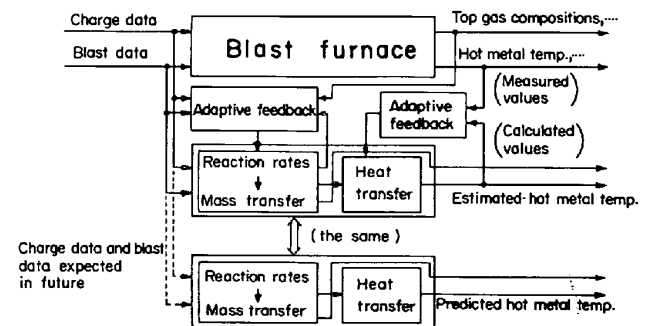 Charge data
Blast data
Blast furnace
Top gas compositions,....
Hot metal temp.,....
(Measured values)
Adaptive feedback
Adaptive feedback
(Calculated values)
Reaction rates
Mass transfer
Heat transfer
Estimated hot metal temp.
(the same)
Charge data and blast
data expected
in future
Reaction rates
Mass transfer
Heat transfer
Predicted hot metal temp.